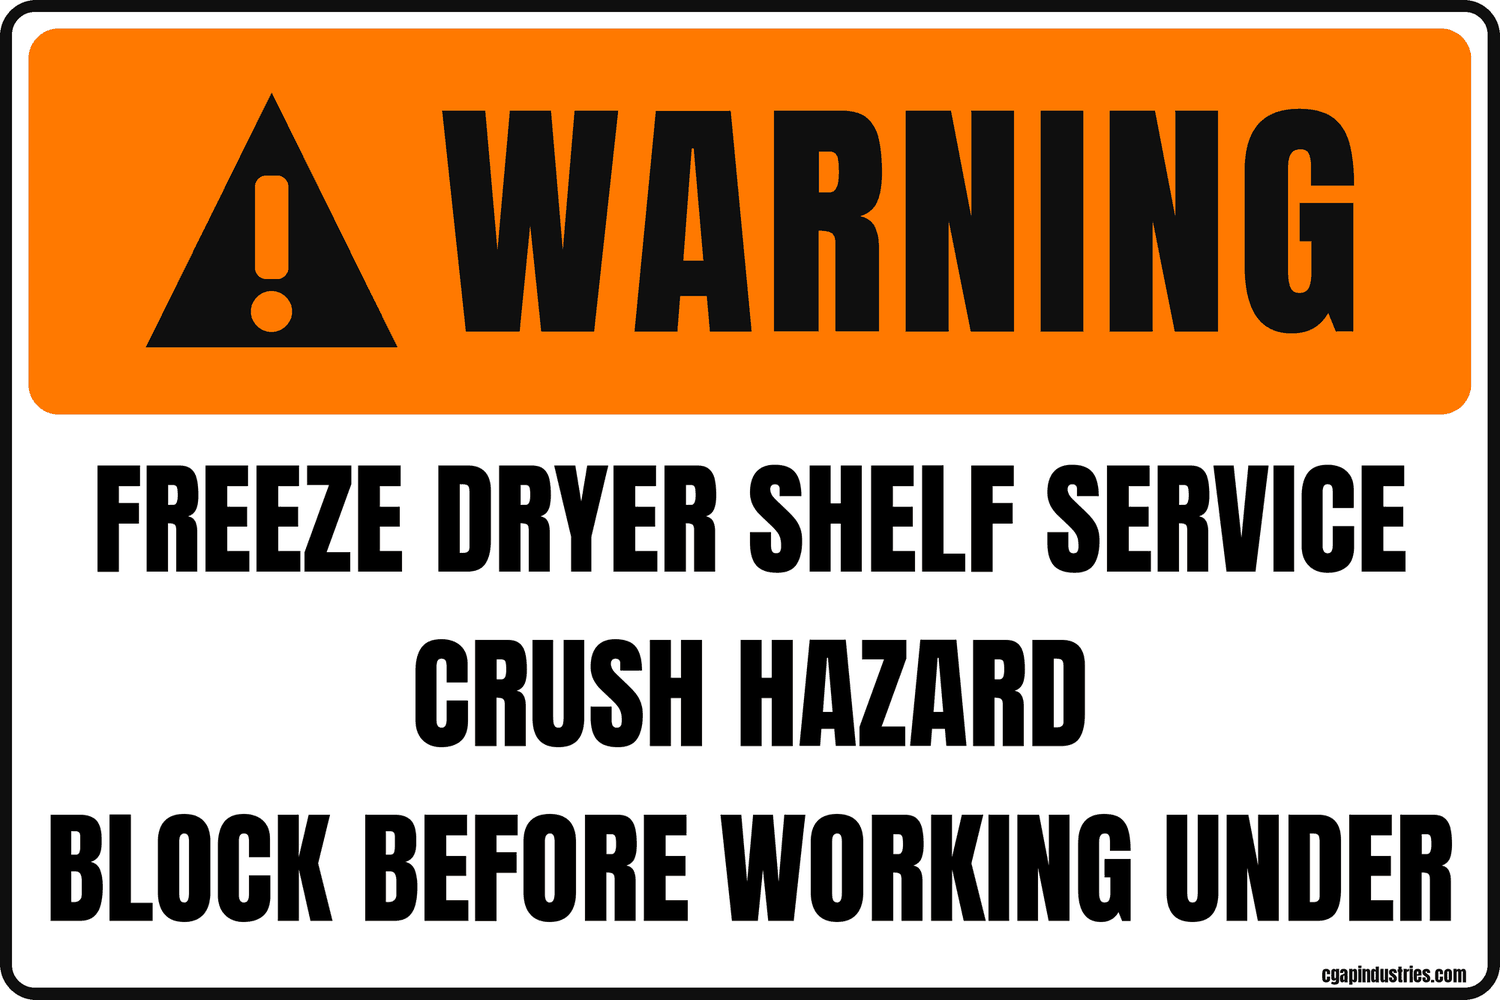 WARNING
FREEZE DRYER SHELF SERVICE
CRUSH HAZARD
BLOCK BEFORE WORKING UNDER
cgapindustries.com